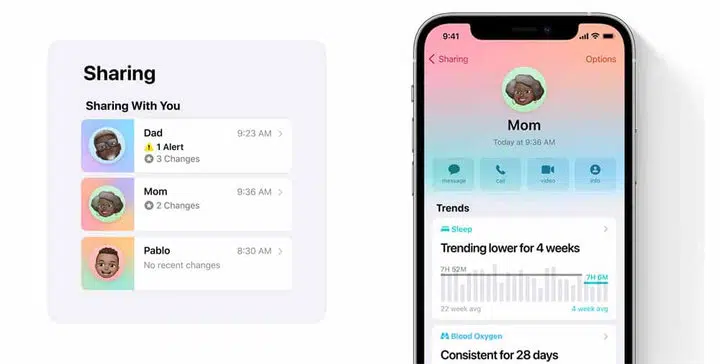 Sharing
Sharing With You
Dad 9:23 AM
1 Alert
3 Changes
Mom 9:36 AM
2 Changes
Pablo 8:30 AM
No recent changes
9:41
Sharing Options
Mom
Today at 9:36 AM
message call video info
Trends
Sleep
Trending lower for 4 weeks
7H 52M
7H 6M
22 week avg 4 week avg
Blood Oxygen
Consistent for 28 days